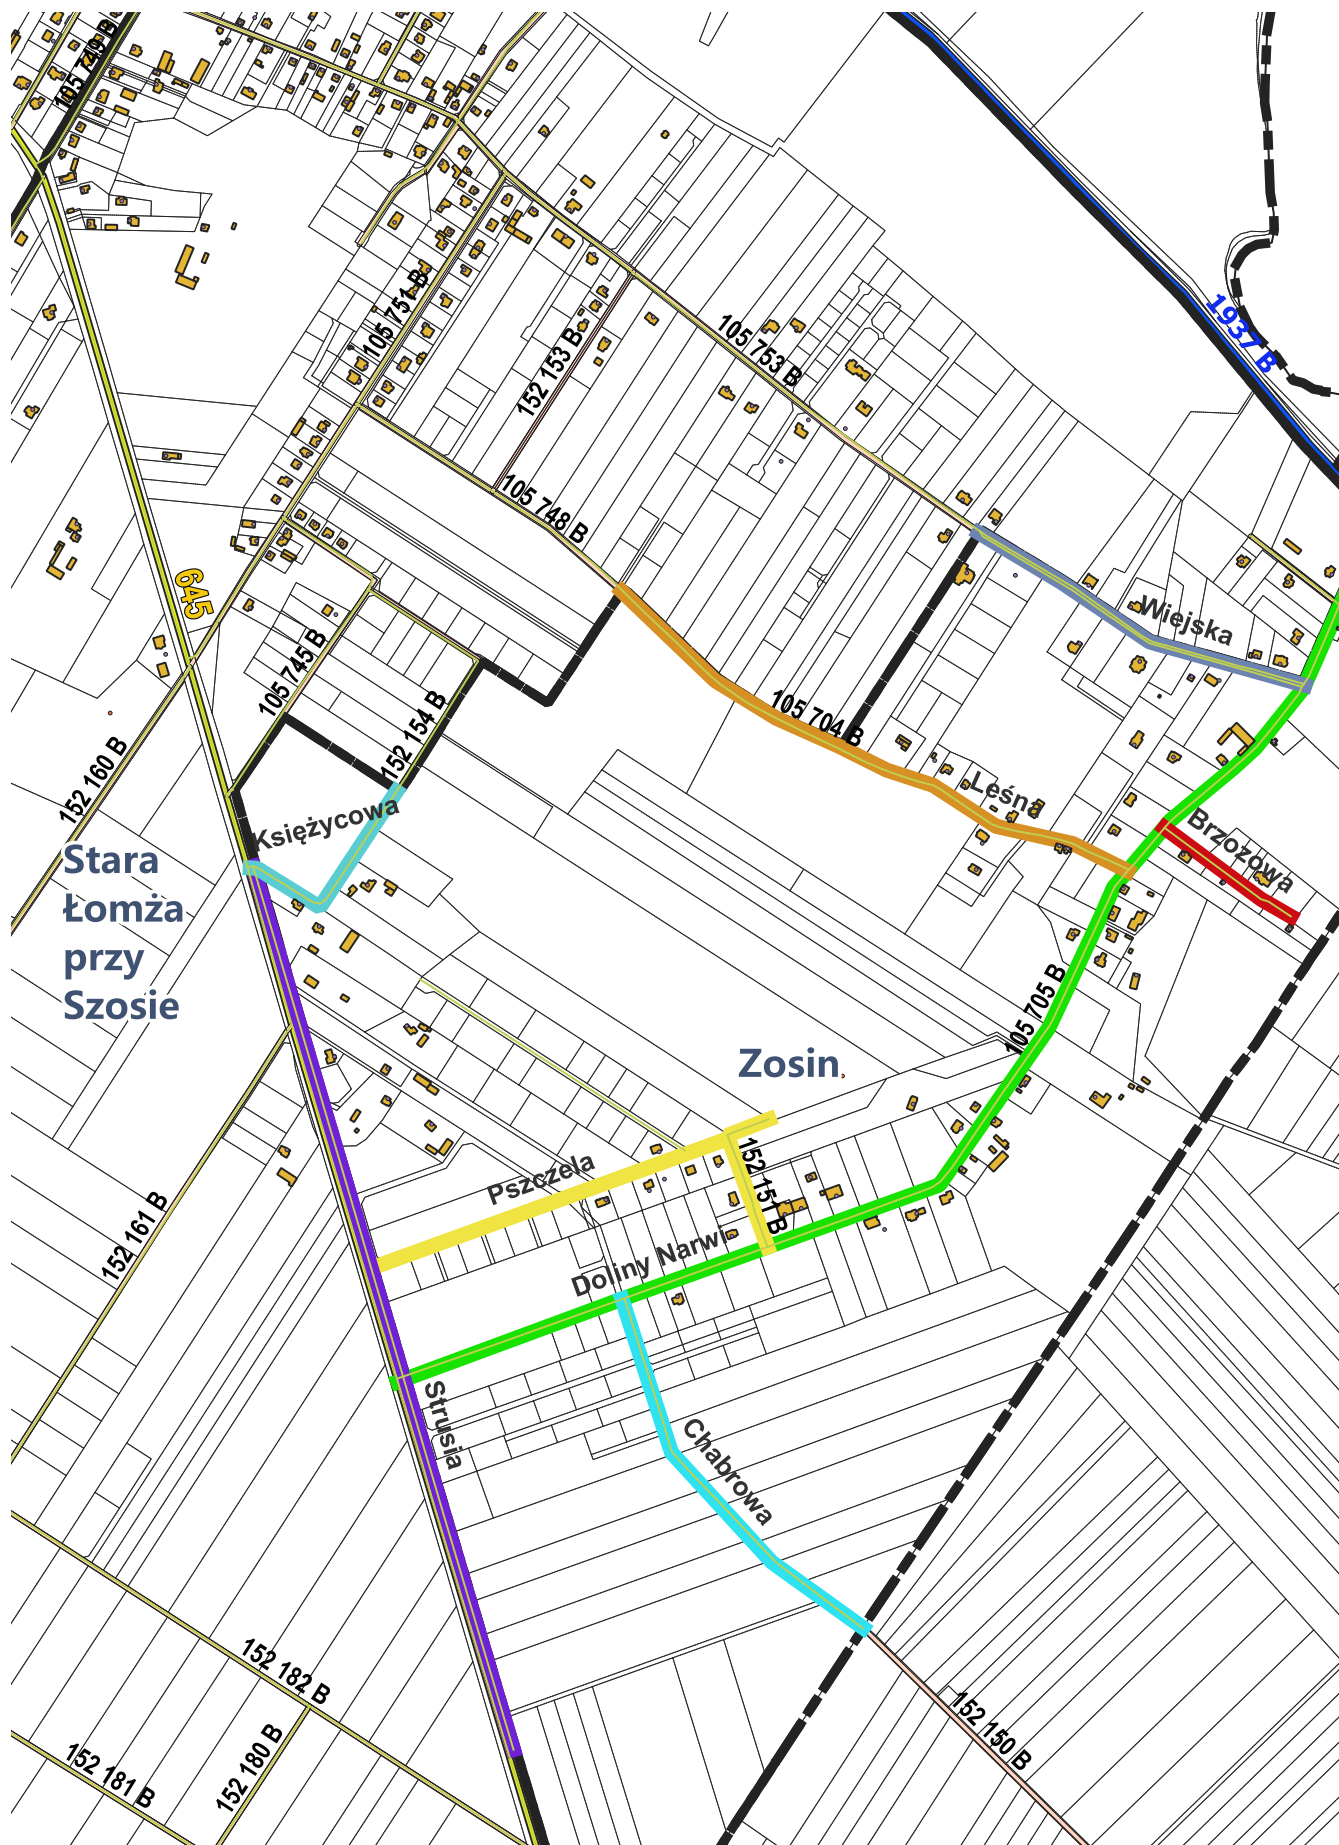 105 749 B
1937 B
105 751 B
152 153 B
105 753 B
105 748 B
645
Wiejska
105 745 B
152 154 B
105 704 B
152 160 B
Księżycowa
Leśna
Brzozowa
Stara
Łomża
przy
Szosie
105 705 B
Zosin
Pszczela
152 151 B
152 161 B
Doliny Narwi
Strusia
Chabrowa
152 182 B
152 180 B
152 181 B
152 150 B